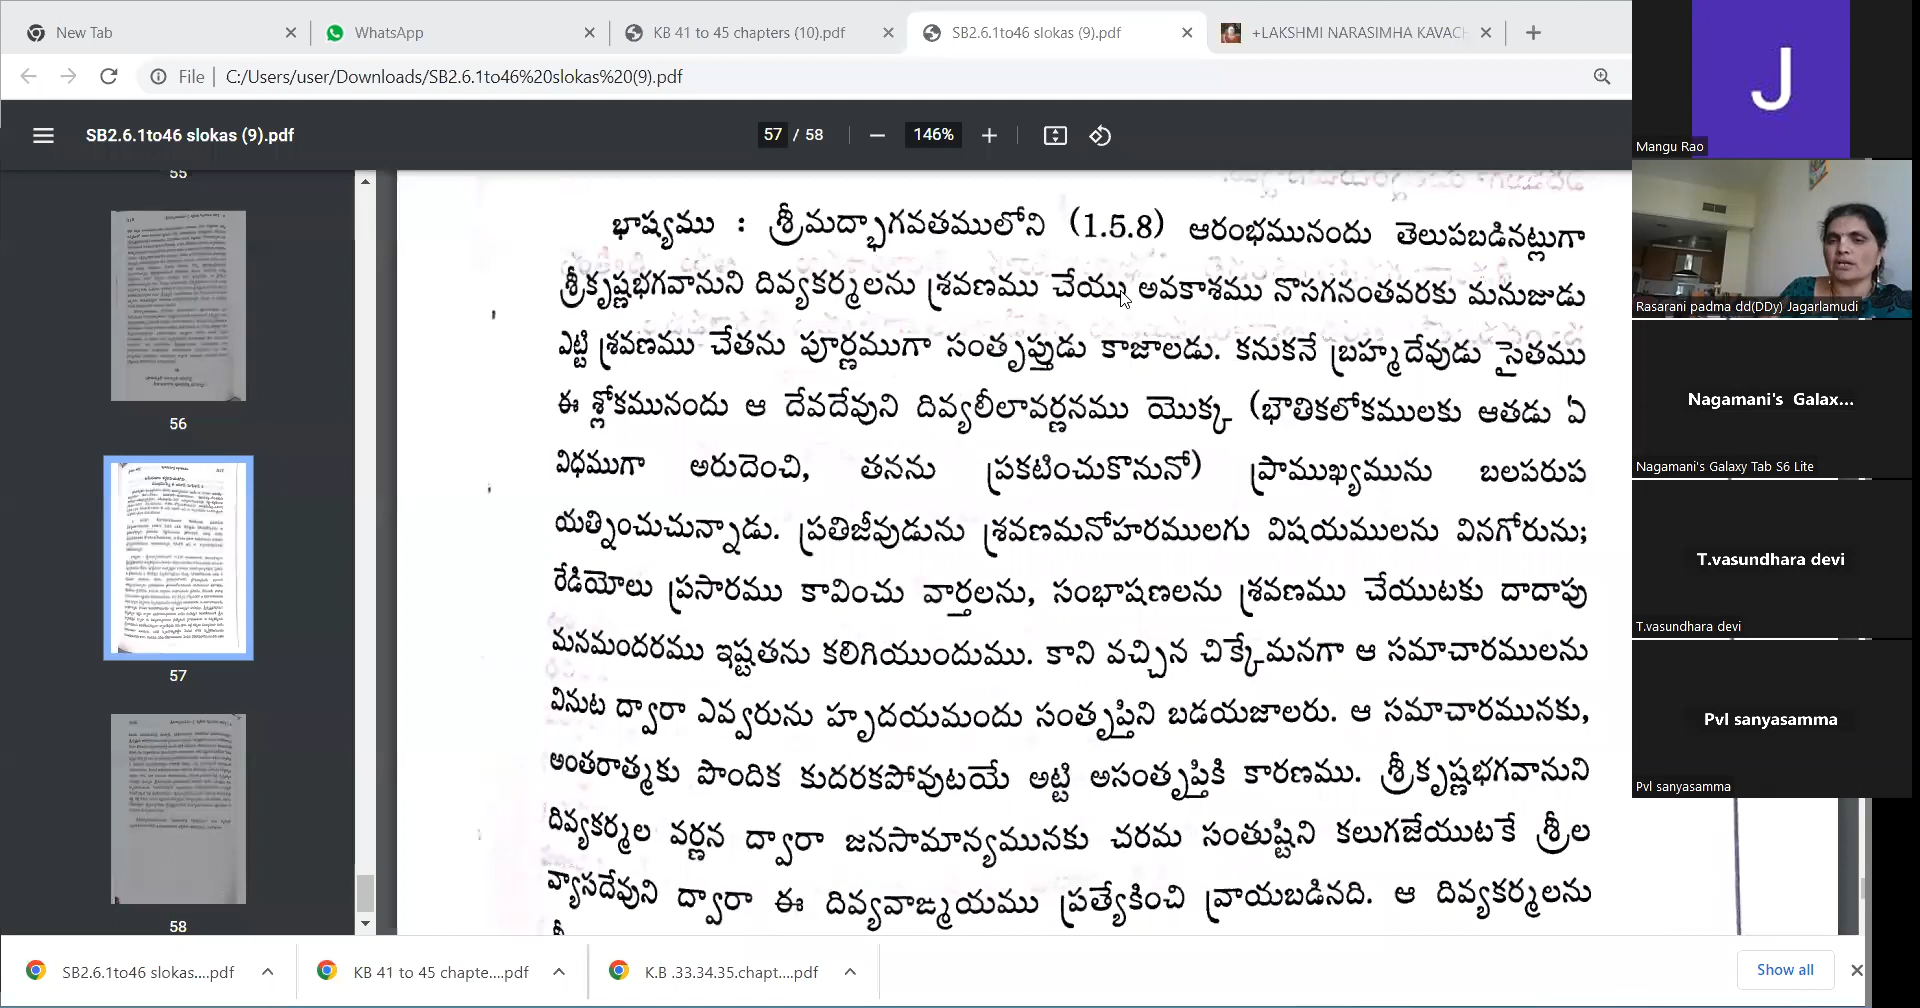 New Tab
WhatsApp
KB 41 to 45 chapters (10).pdf
SB2.6.1to46 slokas (9).pdf
+LAKSHMI NARASIMHA KAVACH
File
C:/Users/user/Downloads/SB2.6.1to46%20slokas%20(9).pdf
SB2.6.1to46 slokas (9).pdf
57 / 58
146%
55
56
57
58
భాష్యము : శ్రీమద్భాగవతములోని (1.5.8) ఆరంభమునందు తెలుపబడినట్లుగా
శ్రీకృష్ణభగవానుని దివ్యకర్మలను శ్రవణము చేయు అవకాశము నొసగనంతవరకు మనుజుడు
ఎట్టి శ్రవణము చేతను పూర్ణముగా సంతృప్తుడు కాజాలడు. కనుకనే బ్రహ్మదేవుడు సైతము
ఈ శ్లోకమునందు ఆ దేవదేవుని దివ్యలీలావర్ణనము యొక్క (భౌతికలోకములకు ఆతడు ఏ
విధముగా అరుదెంచి, తనను ప్రకటించుకొనునో) ప్రాముఖ్యమును బలపరుప
యత్నించుచున్నాడు. ప్రతిజీవుడును శ్రవణమనోహరములగు విషయములను వినగోరును;
రేడియోలు ప్రసారము కావించు వార్తలను, సంభాషణలను శ్రవణము చేయుటకు దాదాపు
మనమందరము ఇష్టతను కలిగియుందుము. కాని వచ్చిన చిక్కేమనగా ఆ సమాచారములను
వినుట ద్వారా ఎవ్వరును హృదయమందు సంతృప్తిని బడయజాలరు. ఆ సమాచారమునకు,
అంతరాత్మకు పొందిక కుదరకపోవుటయే అట్టి అసంతృప్తికి కారణము. శ్రీకృష్ణభగవానుని
దివ్యకర్మల వర్ణన ద్వారా జనసామాన్యమునకు చరమ సంతుష్టిని కలుగజేయుటకే శ్రీల
వ్యాసదేవుని ద్వారా ఈ దివ్యవాఙ్మయము ప్రత్యేకించి వ్రాయబడినది. ఆ దివ్యకర్మలను
J
Mangu Rao
Rasarani padma dd(DDy) Jagarlamudi
Nagamani's Galax...
Nagamani's Galaxy Tab S6 Lite
T.vasundhara devi
T.vasundhara devi
Pvl sanyasamma
Pvl sanyasamma
SB2.6.1to46 slokas....pdf
KB 41 to 45 chapte....pdf
K.B .33.34.35.chapt....pdf
Show all